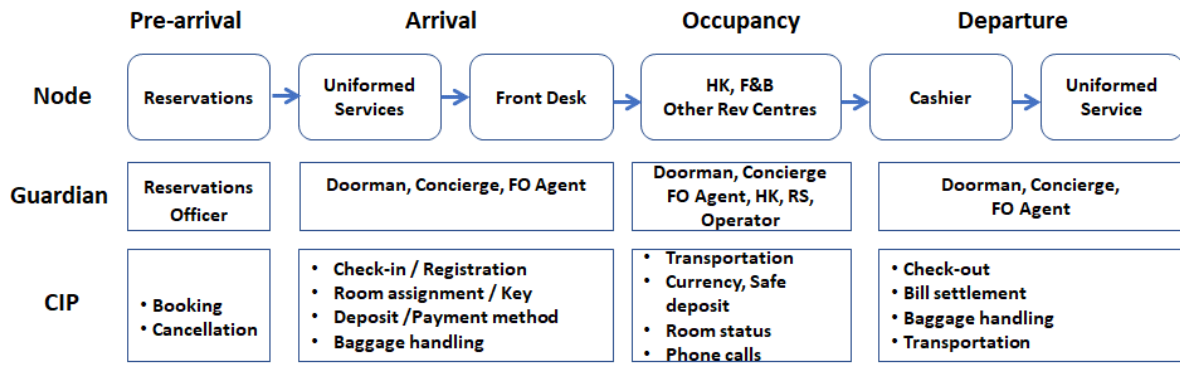 Pre-arrival
Arrival
Occupancy
Departure
Node
Reservations
Uniformed
Services
Front Desk
HK, F&B
Other Rev Centres
Cashier
Uniformed
Service
Guardian
Reservations
Officer
Doorman, Concierge, FO Agent
Doorman, Concierge
FO Agent, HK, RS,
Operator
Doorman, Concierge,
FO Agent
CIP
• Booking
• Cancellation
• Check-in / Registration
• Room assignment / Key
• Deposit /Payment method
• Baggage handling
• Transportation
• Currency, Safe
deposit
• Room status
• Phone calls
• Check-out
• Bill settlement
• Baggage handling
• Transportation